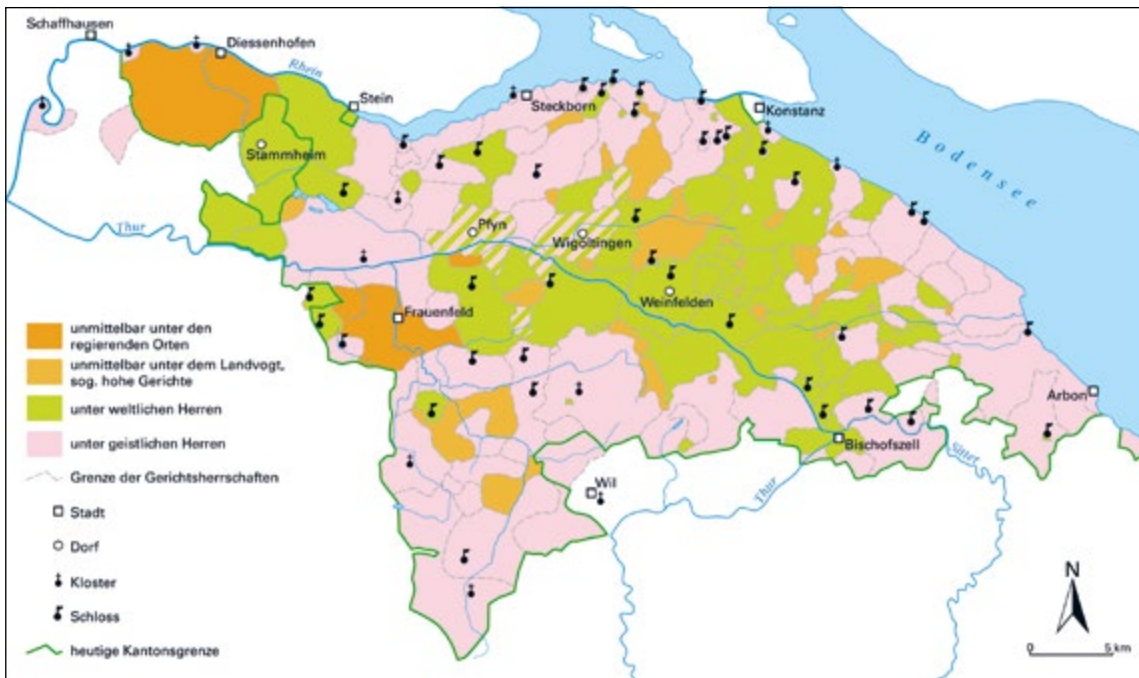 Schaffhausen
Diessenhofen
Rhein
Stein
Steckborn
Konstanz
Bodensee
Stammheim
Thur
Pfyn
Wigoltingen
Weinfelden
Frauenfeld
Arbon
Bischofszell
Sitter
Wil
Thur
unmittelbar unter den
regierenden Orten
unmittelbar unter dem Landvogt,
sog. hohe Gerichte
unter weltlichen Herren
unter geistlichen Herren
Grenze der Gerichtsherrschaften
Stadt
Dorf
Kloster
Schloss
heutige Kantonsgrenze
N
0 5 km